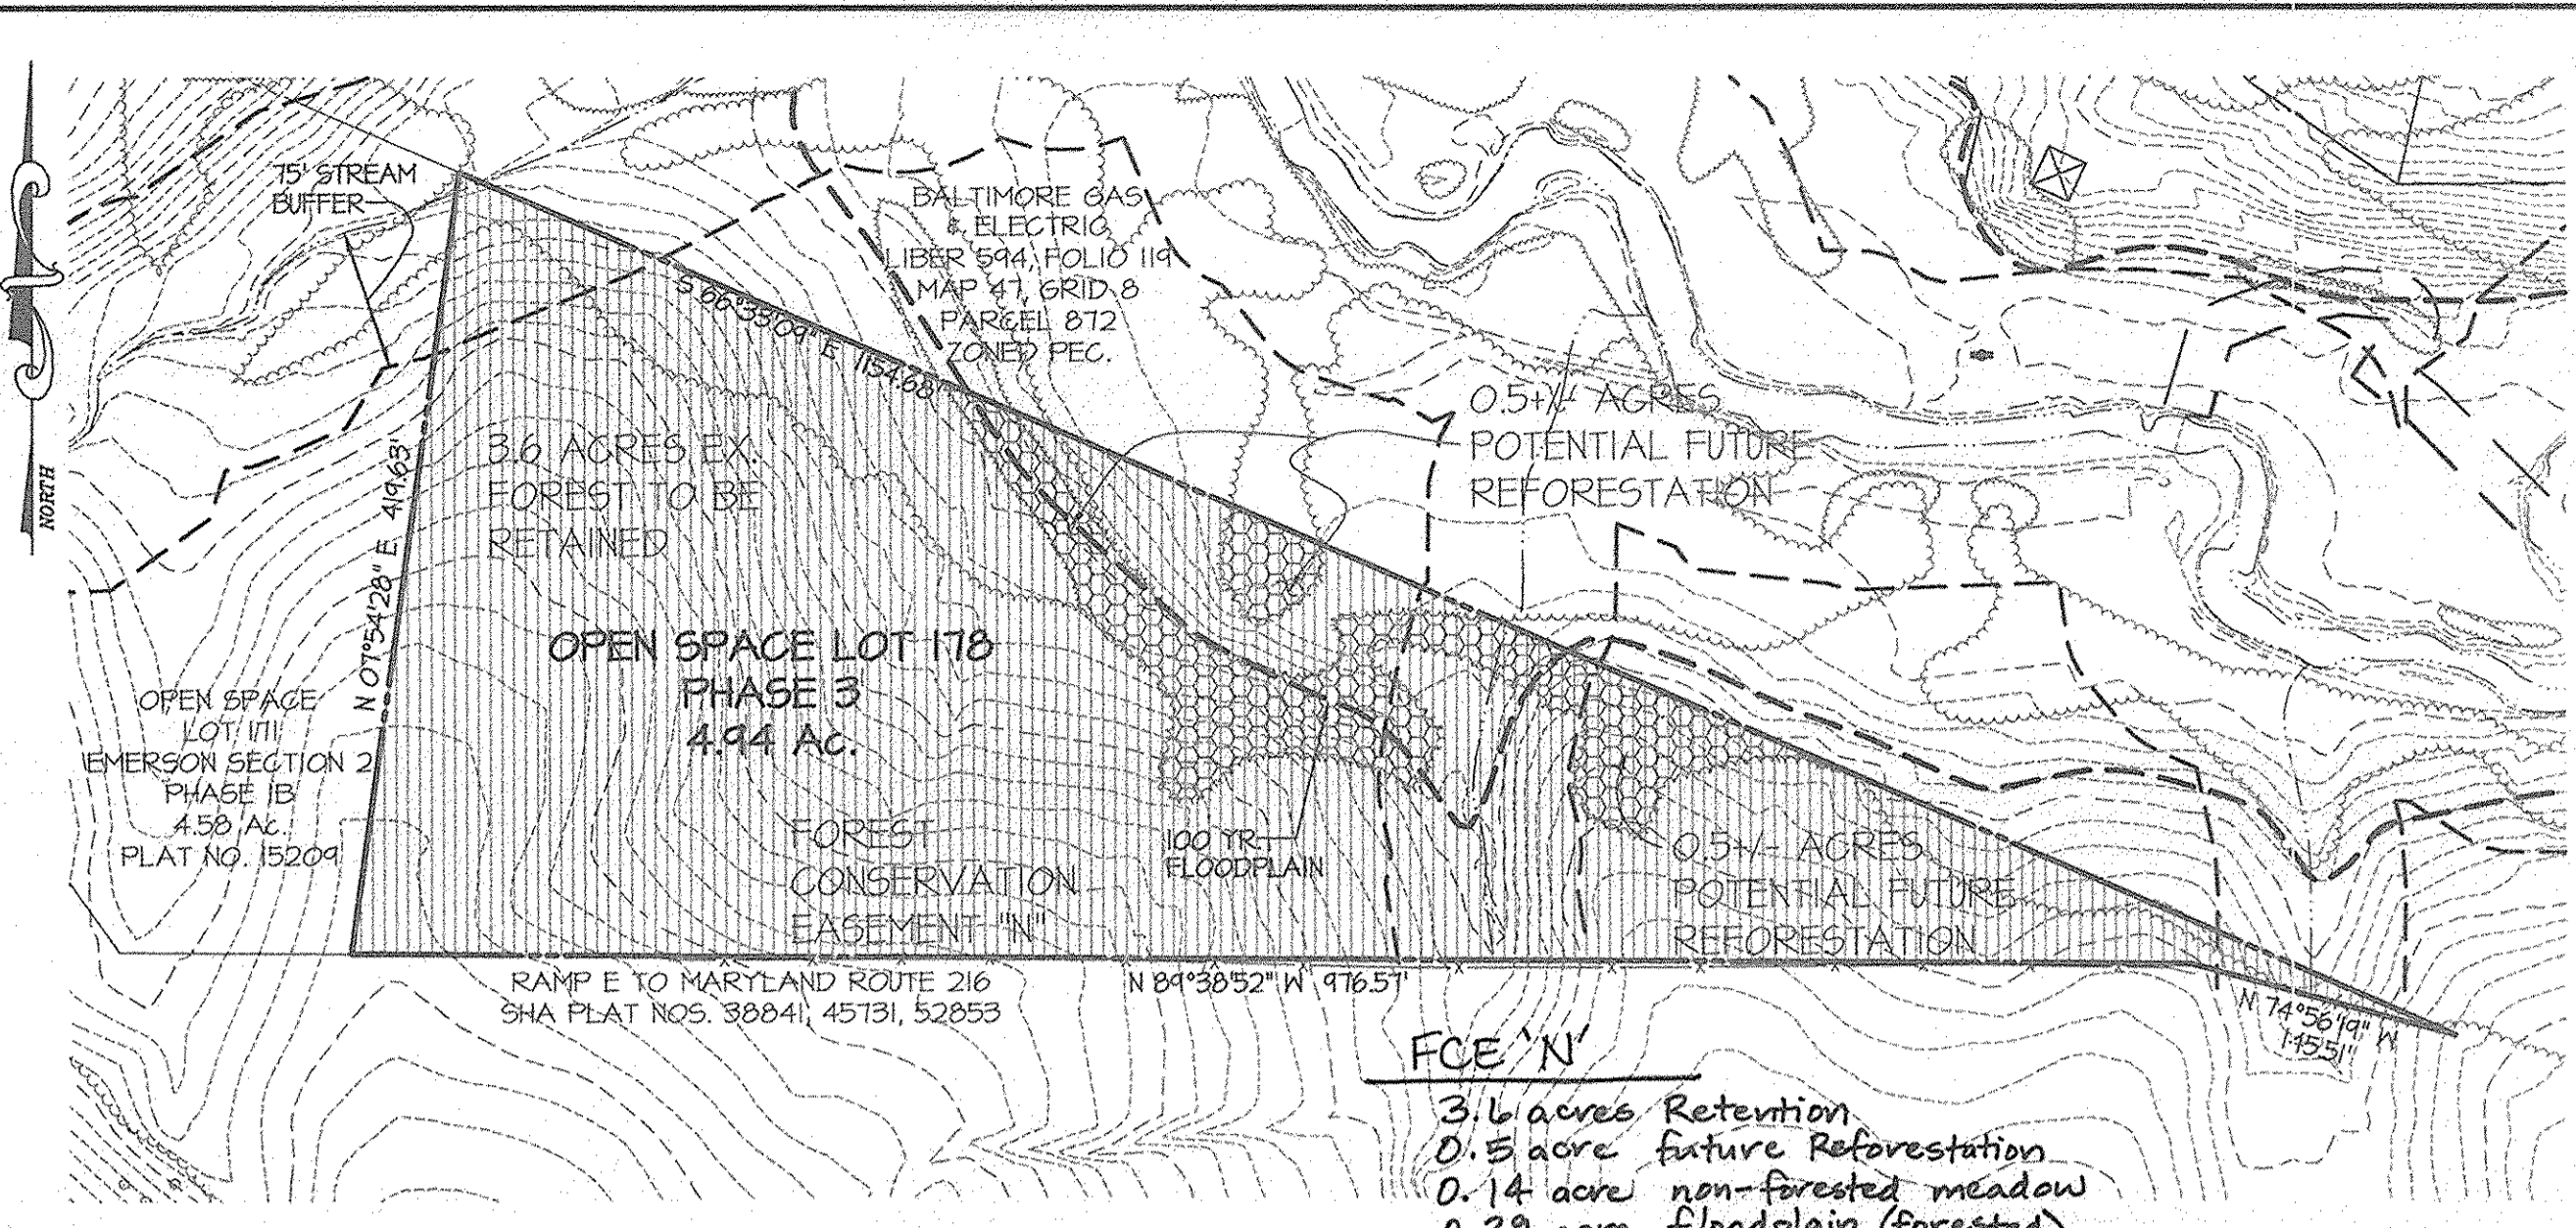 75' STREAM
BUFFER
NORTH
BALTIMORE GAS
& ELECTRIC
LIBER 594, FOLIO 119
MAP 47, GRID 8
PARCEL 872
ZONED PEC.
S 66°33'09" E 1154.68'
0.5+/- ACRES
POTENTIAL FUTURE
REFORESTATION
3.6 ACRES EX.
FOREST TO BE
RETAINED
N 07°54'28" E 419.63'
OPEN SPACE LOT 178
PHASE 3
4.94 Ac.
OPEN SPACE
LOT 171
EMERSON SECTION 2
PHASE 1B
4.58 Ac.
PLAT NO. 15209
FOREST
CONSERVATION
EASEMENT "N"
100 YR.
FLOODPLAIN
0.5+/- ACRES
POTENTIAL FUTURE
REFORESTATION
RAMP E TO MARYLAND ROUTE 216
SHA PLAT NOS. 38841, 45731, 52853
N 89°38'52" W 976.57'
N 74°56'19" W
145.51'
FCE 'N'
3.6 acres Retention
0.5 acre future Reforestation
0.14 acre non-forested meadow
floodplain (forested)